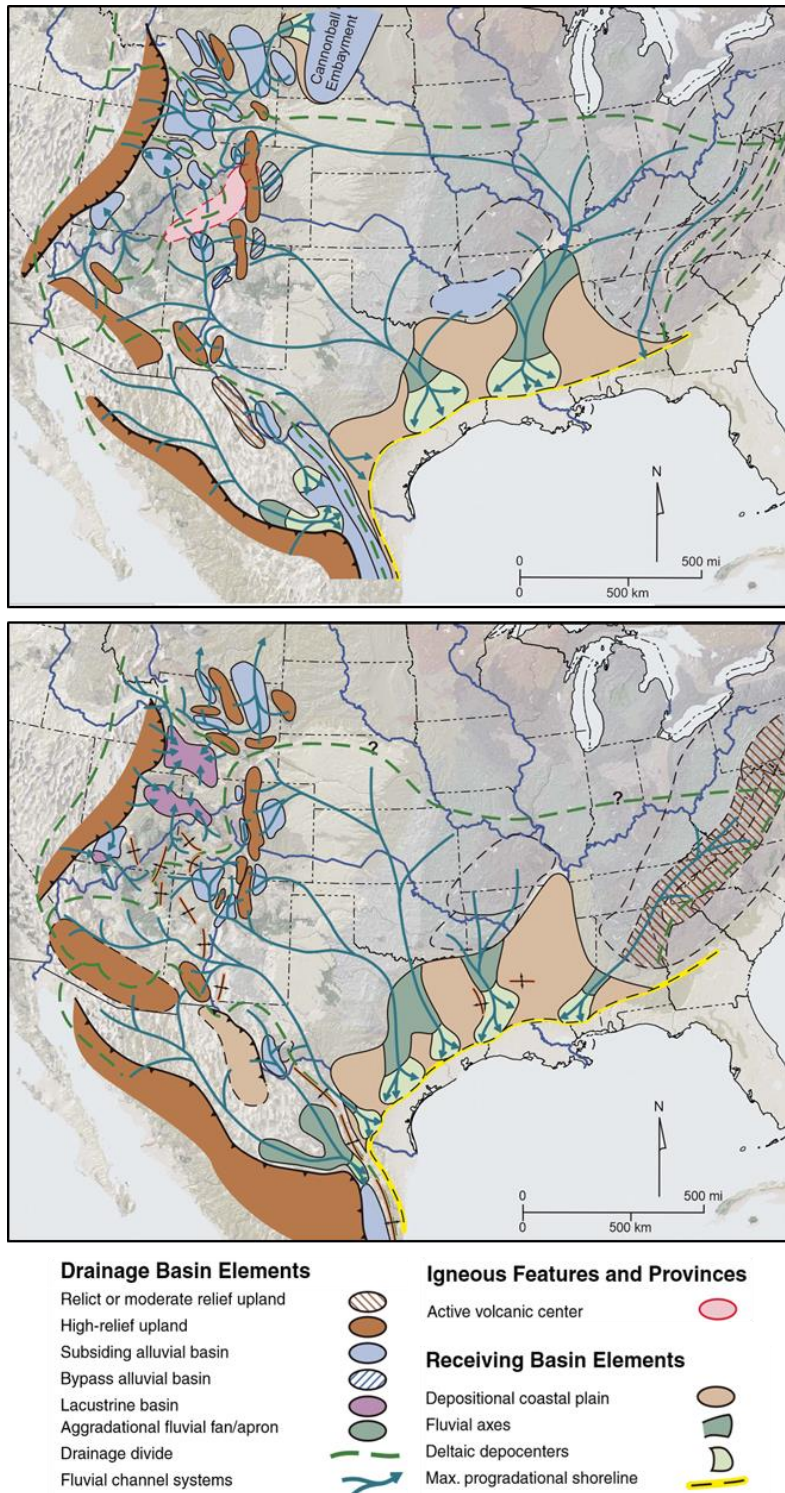 Cannonball
Embayment
N
0
500 mi
0
500 km
?
?
N
0
500 mi
0
500 km
Drainage Basin Elements
Relict or moderate relief upland
High-relief upland
Subsiding alluvial basin
Bypass alluvial basin
Lacustrine basin
Aggradational fluvial fan/apron
Drainage divide
Fluvial channel systems
Igneous Features and Provinces
Active volcanic center
Receiving Basin Elements
Depositional coastal plain
Fluvial axes
Deltaic depocenters
Max. progradational shoreline